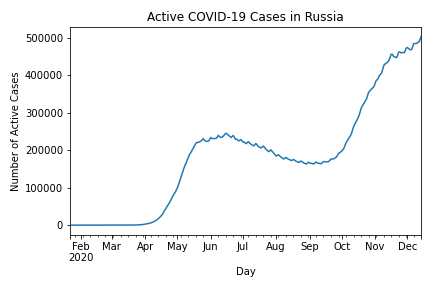 Active COVID-19 Cases in Russia
500000
400000
300000
200000
100000
0
Number of Active Cases
Feb Mar Apr May Jun Jul Aug Sep Oct Nov Dec
2020
Day